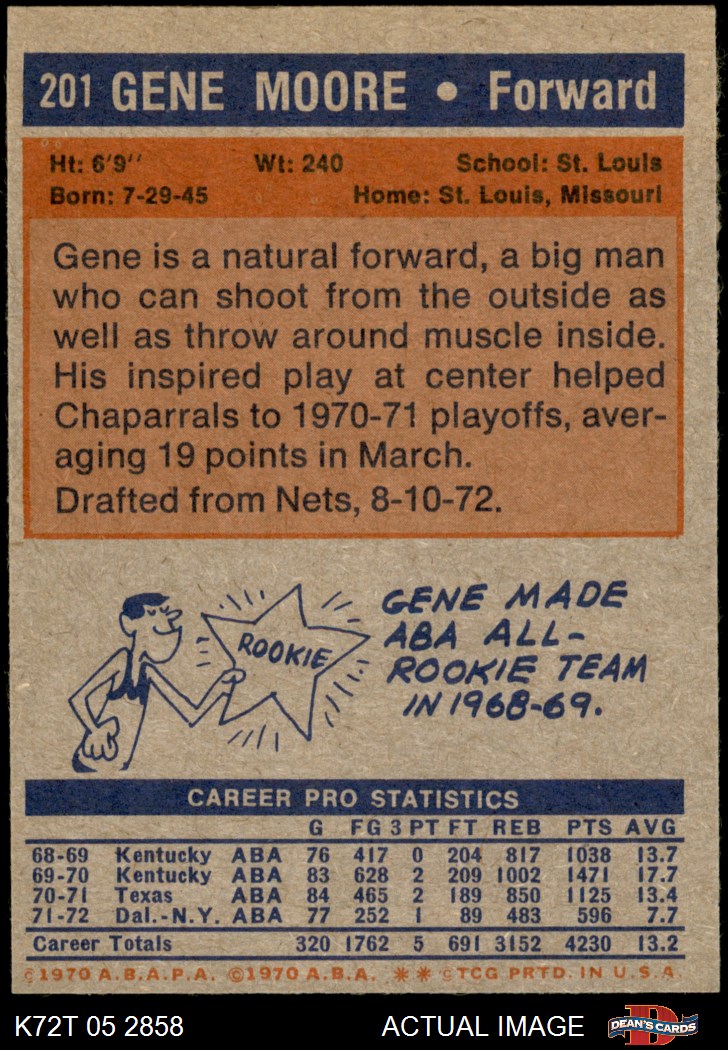 201 GENE MOORE • Forward
Ht: 6'9'' Wt: 240 School: St. Louis
Born: 7-29-45 Home: St. Louis, Missouri
Gene is a natural forward, a big man
who can shoot from the outside as
well as throw around muscle inside.
His inspired play at center helped
Chaparrals to 1970-71 playoffs, aver-
aging 19 points in March.
Drafted from Nets, 8-10-72.
ROOKIE
GENE MADE
ABA ALL-
ROOKIE TEAM
IN 1968-69.
CAREER PRO STATISTICS
G FG 3 PT FT REB PTS AVG
68-69 Kentucky ABA 76 417 0 204 817 1038 13.7
69-70 Kentucky ABA 83 628 2 209 1002 1471 17.7
70-71 Texas ABA 84 465 2 189 850 1125 13.4
71-72 Dal.-N.Y. ABA 77 252 1 89 483 596 7.7
Career Totals 320 1762 5 691 3152 4230 13.2
©1970 A.B.A.P.A. ©1970 A.B.A. ** ©TCG PRTD. IN U.S.A.
K72T 05 2858 ACTUAL IMAGE D DEAN'S CARDS